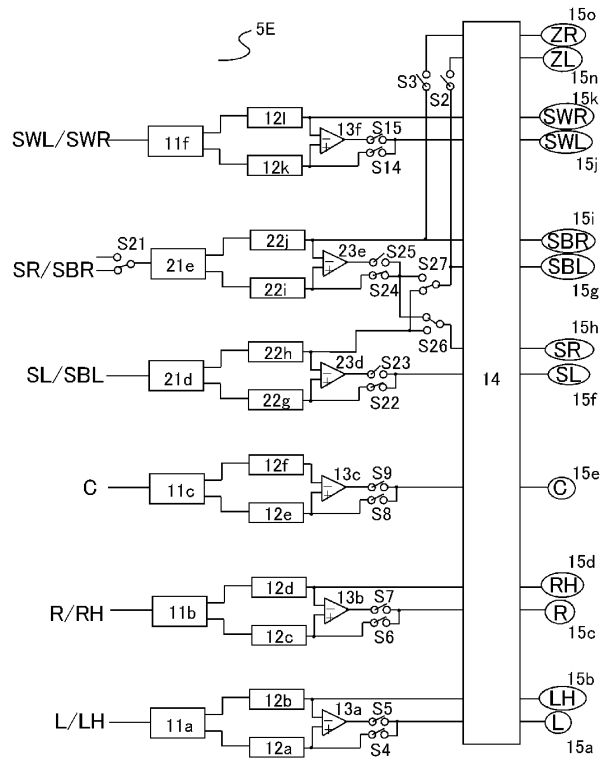 5E
15o
ZR
ZL
15n
S3
S2
15k
SWL/SWR
11f
12l
12k
13f
S15
S14
SWR
SWL
15j
15i
S21
SR/SBR
21e
22j
22i
23e
S25
S24
S27
SBR
SBL
15g
S26
15h
SR
SL
15f
SL/SBL
21d
22h
22g
23d
S23
S22
14
C
11c
12f
12e
13c
S9
S8
15e
C
R/RH
11b
12d
12c
13b
S7
S6
15d
RH
R
15c
L/LH
11a
12b
12a
13a
S5
S4
15b
LH
L
15a